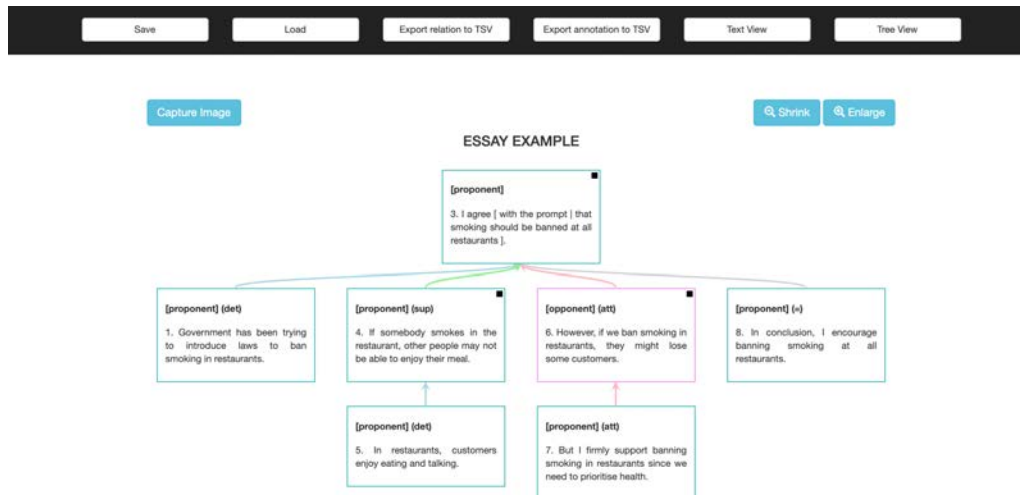 Save
Load
Export relation to TSV
Export annotation to TSV
Text View
Tree View
Capture Image
Shrink
Enlarge
ESSAY EXAMPLE
[proponent]
3. I agree [ with the prompt | that
smoking should be banned at all
restaurants ].
[proponent] (det)
1. Government has been trying
to introduce laws to ban
smoking in restaurants.
[proponent] (sup)
4. If somebody smokes in the
restaurant, other people may not
be able to enjoy their meal.
[opponent] (att)
6. However, if we ban smoking in
restaurants, they might lose
some customers.
[proponent] (=)
8. In conclusion, I encourage
banning smoking at all
restaurants.
[proponent] (det)
5. In restaurants, customers
enjoy eating and talking.
[proponent] (att)
7. But I firmly support banning
smoking in restaurants since we
need to prioritise health.